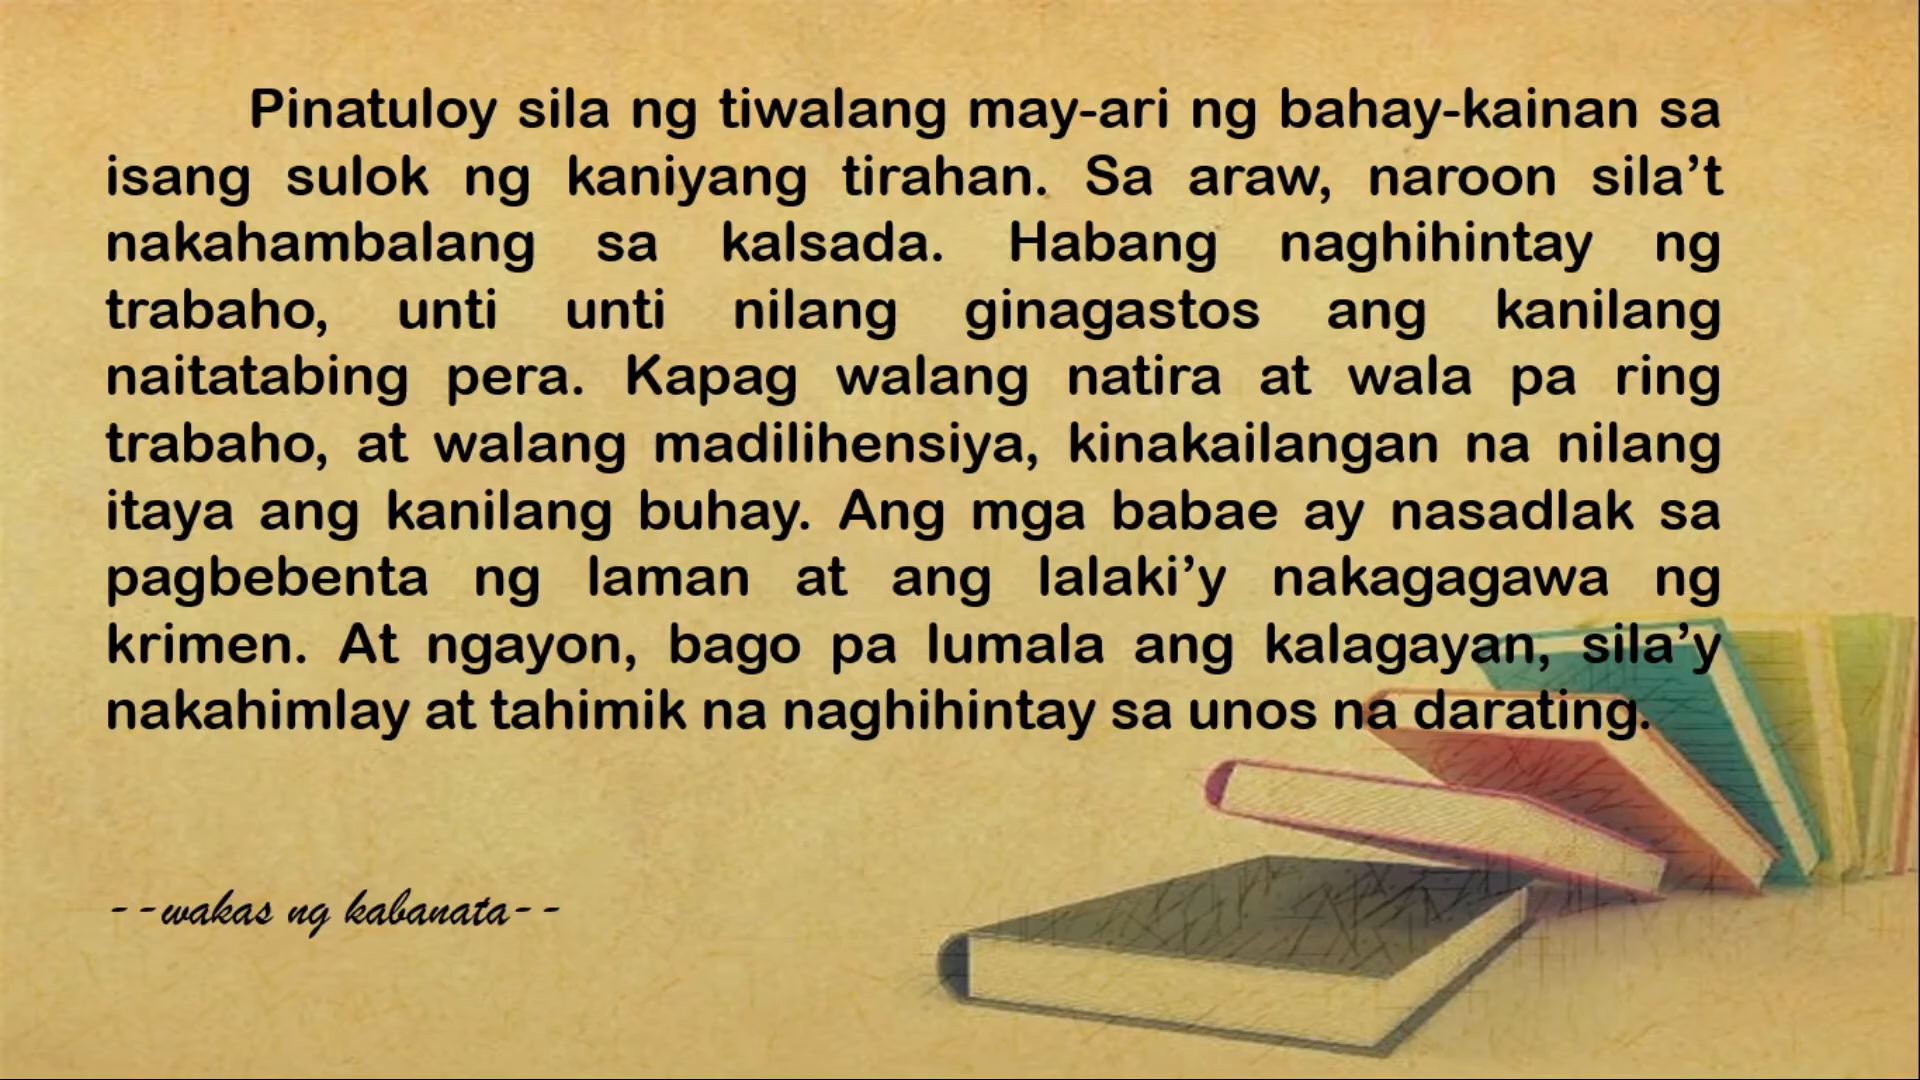 Pinatuloy sila ng tiwalang may-ari ng bahay-kainan sa
isang sulok ng kaniyang tirahan. Sa araw, naroon sila’t
nakahambalang sa kalsada. Habang naghihintay ng
trabaho, unti unti nilang ginagastos ang kanilang
naitatabing pera. Kapag walang natira at wala pa ring
trabaho, at walang madilihensiya, kinakailangan na nilang
itaya ang kanilang buhay. Ang mga babae ay nasadlak sa
pagbebenta ng laman at ang lalaki’y nakagagawa ng
krimen. At ngayon, bago pa lumala ang kalagayan, sila’y
nakahimlay at tahimik na naghihintay sa unos na darating.
--wakas ng kabanata--